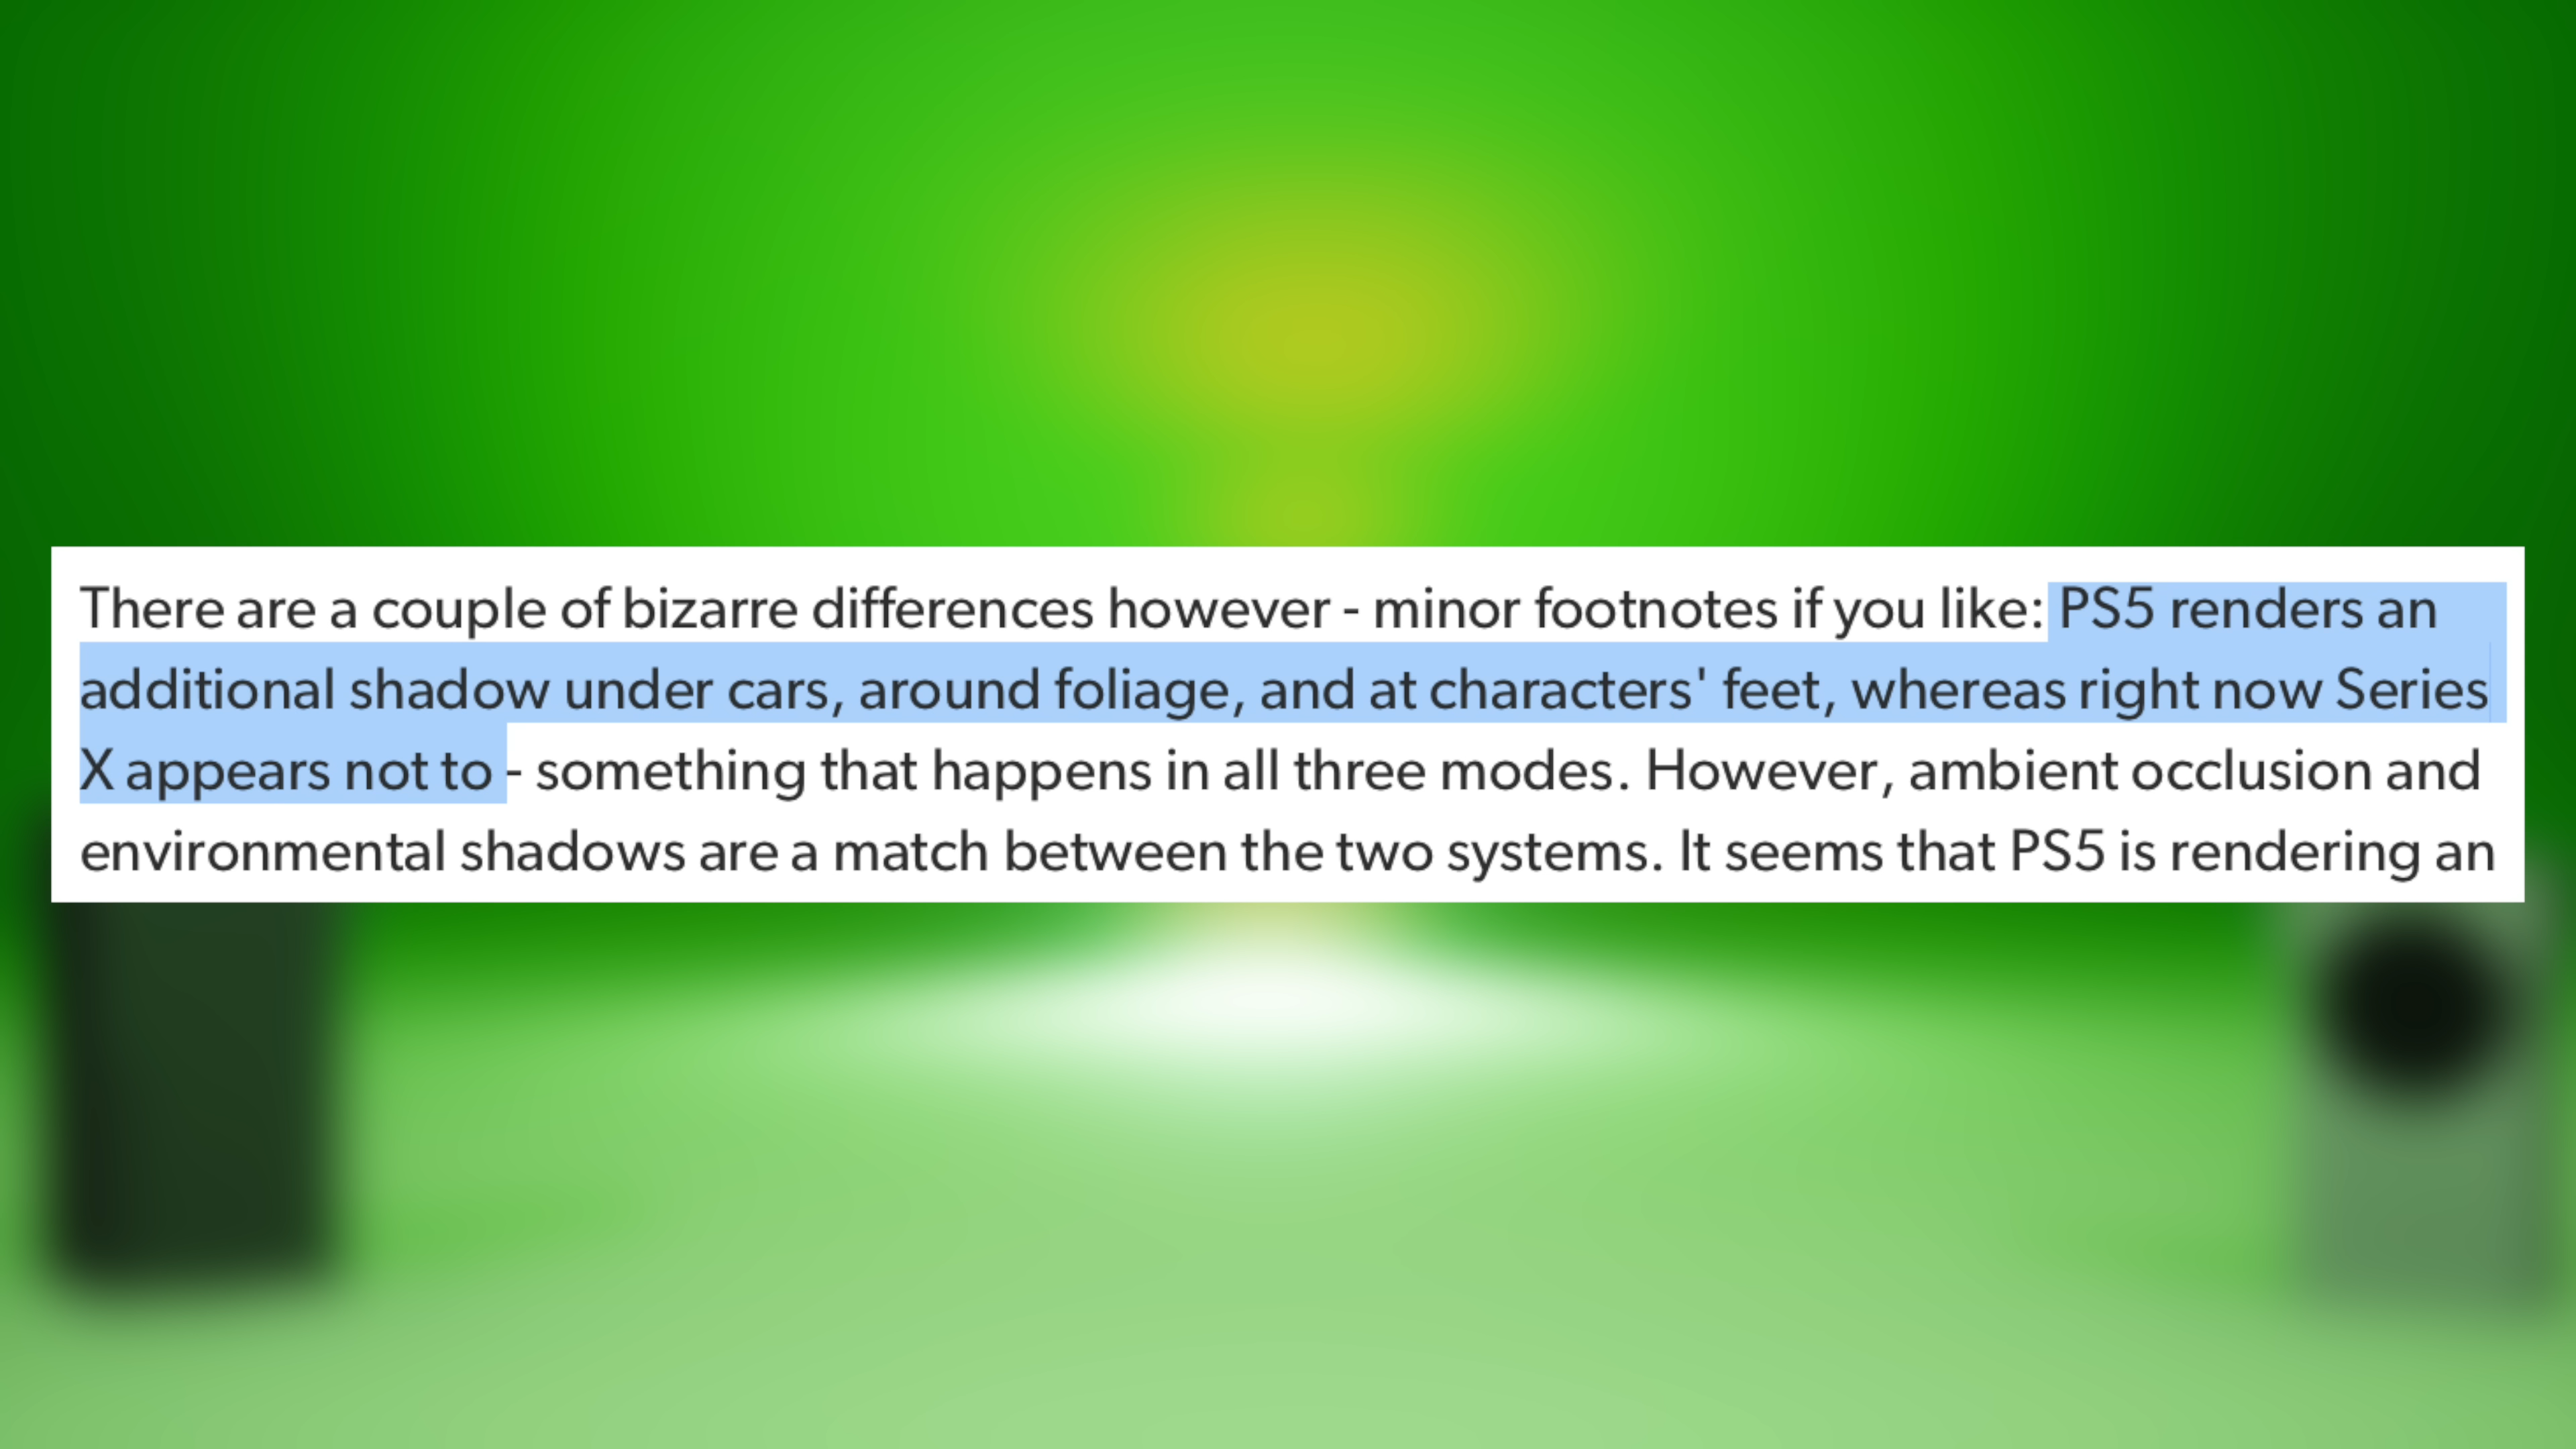 There are a couple of bizarre differences however - minor footnotes if you like: PS5 renders an
additional shadow under cars, around foliage, and at characters' feet, whereas right now Series
X appears not to - something that happens in all three modes. However, ambient occlusion and
environmental shadows are a match between the two systems. It seems that PS5 is rendering an